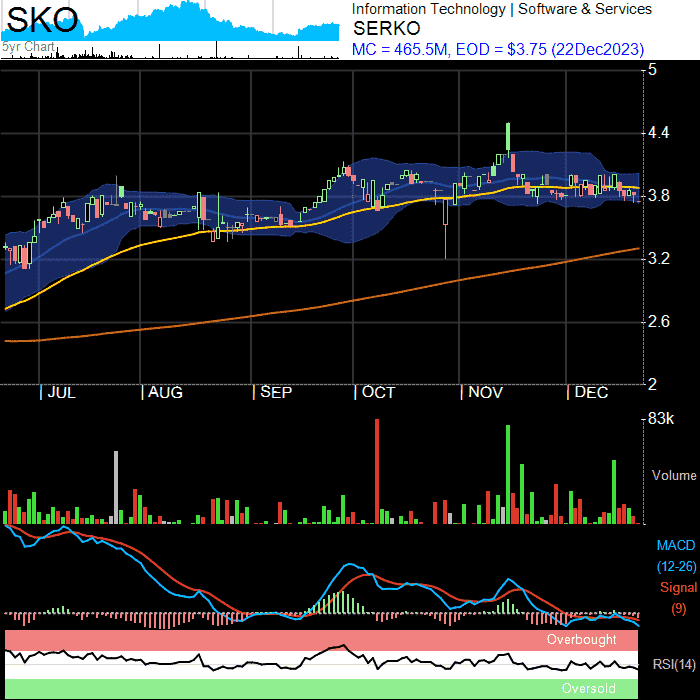 SKO
5yr Chart
Information Technology | Software & Services
SERKO
MC = 465.5M, EOD = $3.75 (22Dec2023)
5
4.4
3.8
3.2
2.6
2
| JUL | AUG | SEP | OCT | NOV | DEC
83k
Volume
MACD
(12-26)
Signal
(9)
Overbought
RSI(14)
Oversold